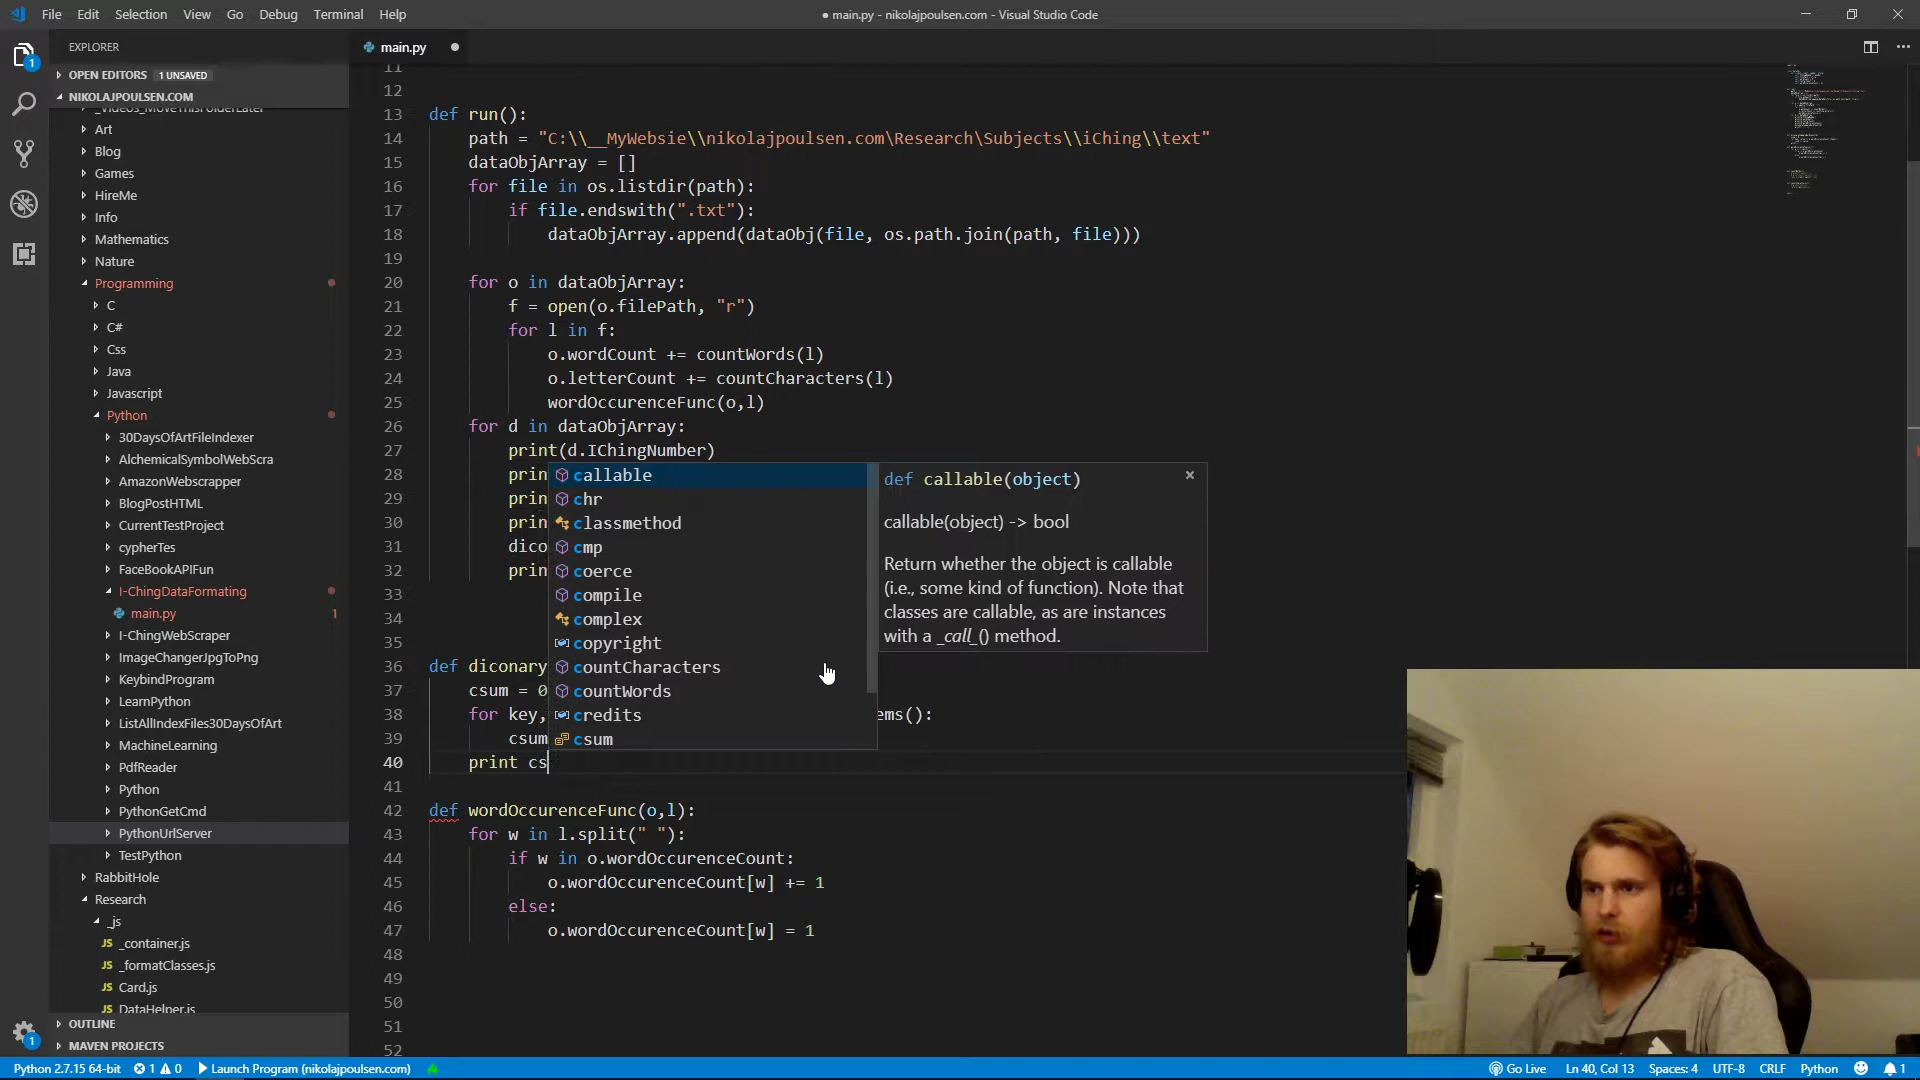 File Edit Selection View Go Debug Terminal Help
● main.py - nikolajpoulsen.com - Visual Studio Code
EXPLORER
OPEN EDITORS 1 UNSAVED
NIKOLAJPOULSEN.COM
_Videos_MoveThisFolderLater
Art
Blog
Games
HireMe
Info
Mathematics
Nature
Programming
C
C#
Css
Java
Javascript
Python
30DaysOfArtFileIndexer
AlchemicalSymbolWebScra
AmazonWebscrapper
BlogPostHTML
CurrentTestProject
cypherTes
FaceBookAPIFun
I-ChingDataFormating
main.py 1
I-ChingWebScraper
ImageChangerJpgToPng
KeybindProgram
LearnPython
ListAllIndexFiles30DaysOfArt
MachineLearning
PdfReader
Python
PythonGetCmd
PythonUrlServer
TestPython
RabbitHole
Research
_js
JS _container.js
JS _formatClasses.js
JS Card.js
JS DataHelper.js
OUTLINE
MAVEN PROJECTS
main.py
11
12
13 def run():
14 path = "C:\\__MyWebsie\\nikolajpoulsen.com\Research\Subjects\\iChing\\text"
15 dataObjArray = []
16 for file in os.listdir(path):
17 if file.endswith(".txt"):
18 dataObjArray.append(dataObj(file, os.path.join(path, file)))
19
20 for o in dataObjArray:
21 f = open(o.filePath, "r")
22 for l in f:
23 o.wordCount += countWords(l)
24 o.letterCount += countCharacters(l)
25 wordOccurenceFunc(o,l)
26 for d in dataObjArray:
27 print(d.IChingNumber)
28 prin
29 prin
30 prin
31 dico
32 prin
33
34
35
36 def diconary
37 csum = 0
38 for key, ems():
39 csum
40 print cs
41
42 def wordOccurenceFunc(o,l):
43 for w in l.split(" "):
44 if w in o.wordOccurenceCount:
45 o.wordOccurenceCount[w] += 1
46 else:
47 o.wordOccurenceCount[w] = 1
48
49
50
51
52
callable
chr
classmethod
cmp
coerce
compile
complex
copyright
countCharacters
countWords
credits
csum
def callable(object)
callable(object) -> bool
Return whether the object is callable
(i.e., some kind of function). Note that
classes are callable, as are instances
with a _call_() method.
Python 2.7.15 64-bit 1 0 Launch Program (nikolajpoulsen.com) Go Live Ln 40, Col 13 Spaces: 4 UTF-8 CRLF Python 1